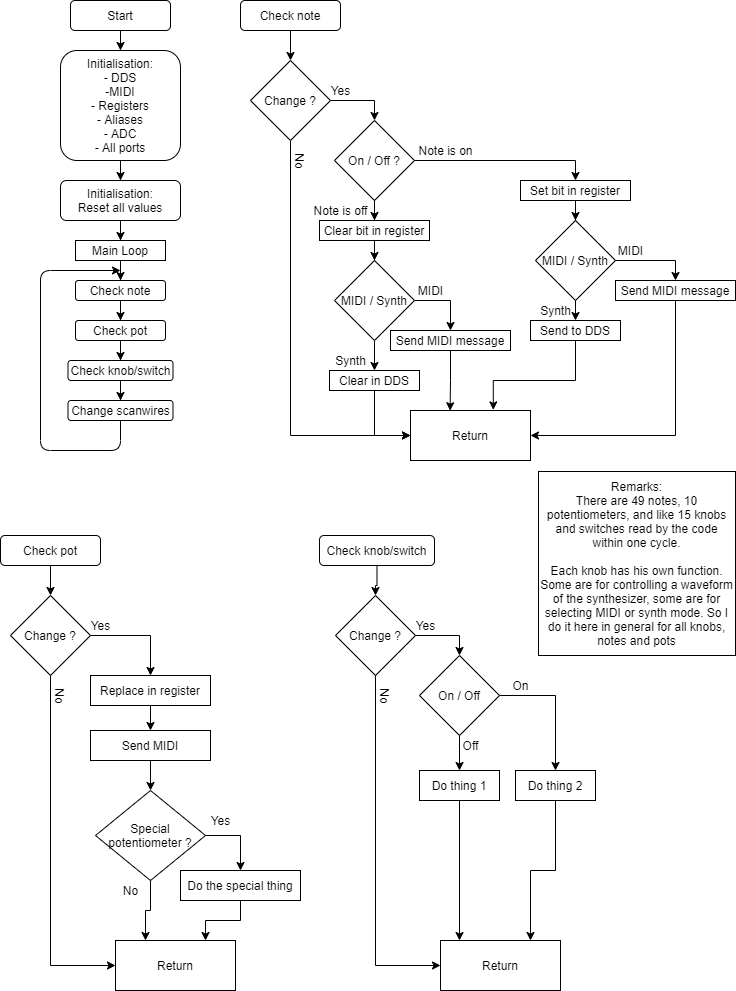 Start
Initialisation:
- DDS
-MIDI
- Registers
- Aliases
- ADC
- All ports
Initialisation:
Reset all values
Main Loop
Check note
Check pot
Check knob/switch
Change scanwires
Check note
Change ?
Yes
No
On / Off ?
Note is on
Note is off
Set bit in register
Clear bit in register
MIDI / Synth
MIDI
Synth
Send MIDI message
Send to DDS
MIDI / Synth
MIDI
Synth
Send MIDI message
Clear in DDS
Return
Remarks:
There are 49 notes, 10
potentiometers, and like 15 knobs
and switches read by the code
within one cycle.
Each knob has his own function.
Some are for controlling a waveform
of the synthesizer, some are for
selecting MIDI or synth mode. So I
do it here in general for all knobs,
notes and pots
Check pot
Change ?
Yes
No
Replace in register
Send MIDI
Special
potentiometer ?
Yes
No
Do the special thing
Return
Check knob/switch
Change ?
Yes
No
On / Off
On
Off
Do thing 1
Do thing 2
Return